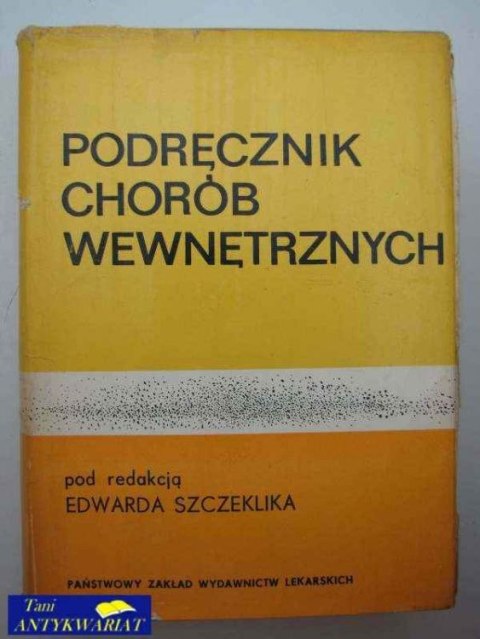 PODRĘCZNIK
CHORÓB
WEWNĘTRZNYCH
pod redakcją
EDWARDA SZCZEKLIKA
PAŃSTWOWY ZAKŁAD WYDAWNICTW LEKARSKICH
Tani
ANTYKWARIAT